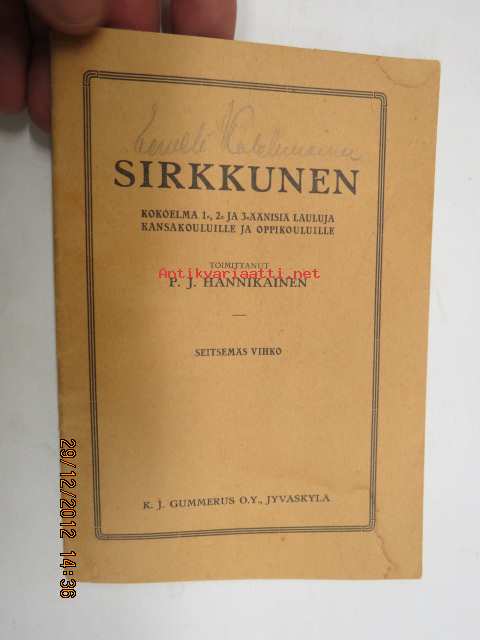 SIRKKUNEN
KOKOELMA 1-, 2- JA 3-ÄÄNISIÄ LAULUJA
KANSAKOULUILLE JA OPPIKOULUILLE
TOIMITTANUT
Antikvariaatti.net
P. J. HANNIKAINEN
SEITSEMÄS VIHKO
K. J. GUMMERUS O.Y., JYVÄSKYLÄ
29/12/2012 14:36